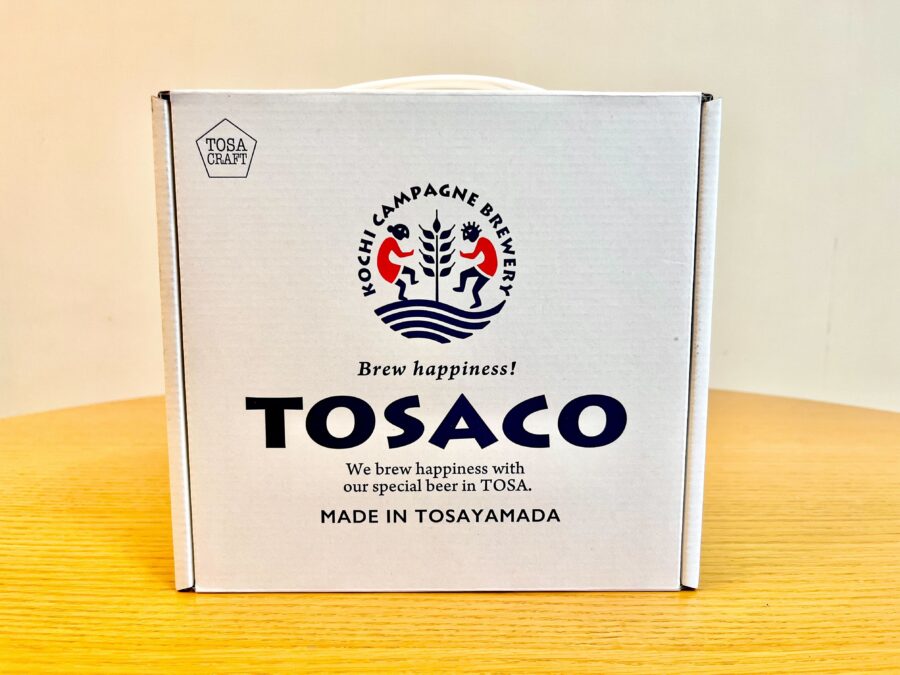 TOSA
CRAFT
KOCHI CAMPAGNE BREWERY
Brew happiness!
TOSACO
We brew happiness with
our special beer in TOSA.
MADE IN TOSAYAMADA